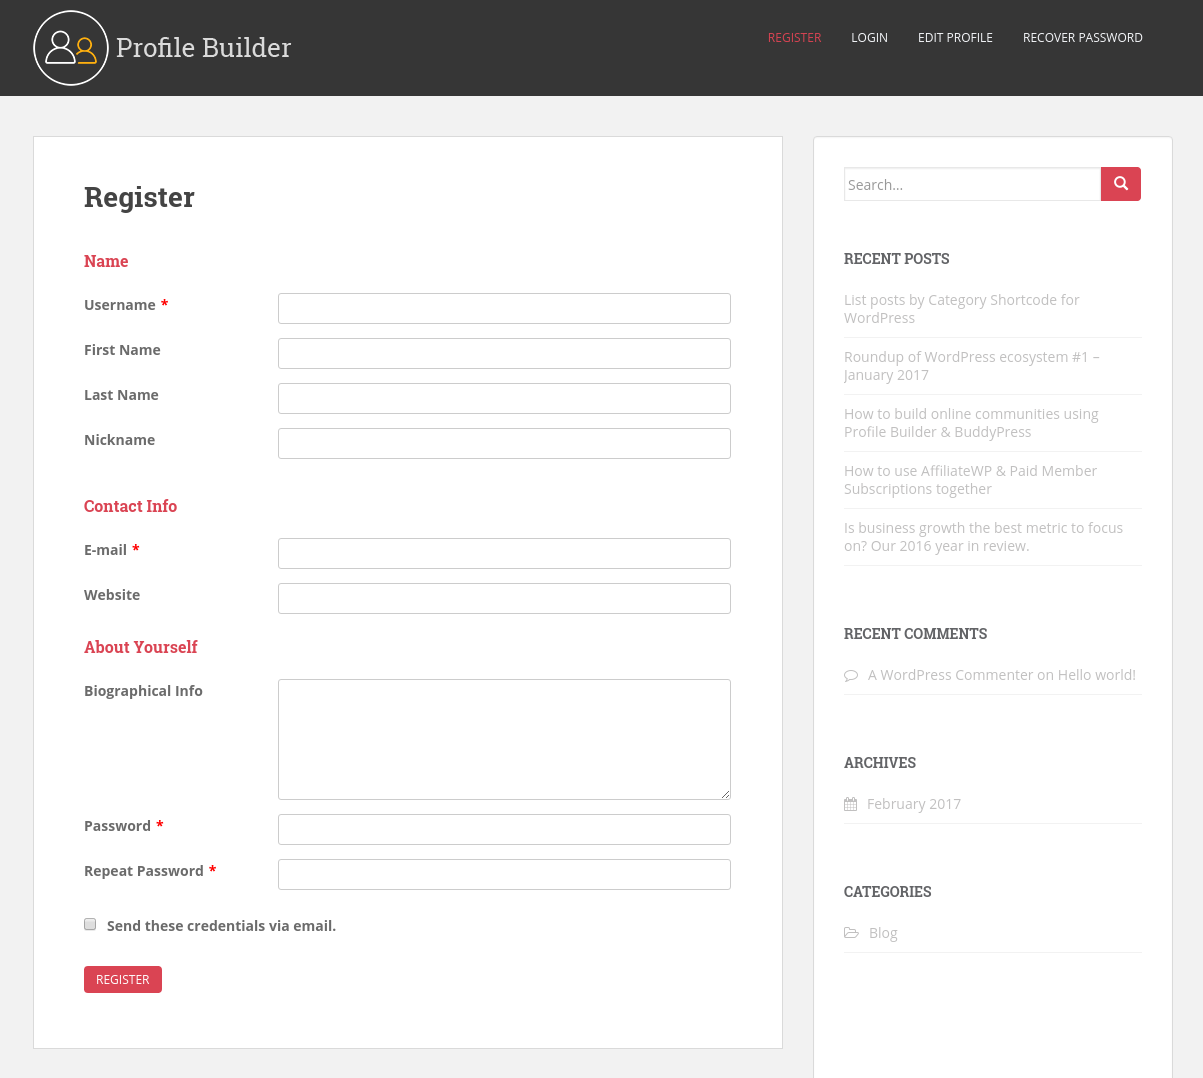 Profile Builder
REGISTER LOGIN EDIT PROFILE RECOVER PASSWORD
Register
Name
Username *
First Name
Last Name
Nickname
Contact Info
E-mail *
Website
About Yourself
Biographical Info
Password *
Repeat Password *
Send these credentials via email.
REGISTER
Search...
RECENT POSTS
List posts by Category Shortcode for
WordPress
Roundup of WordPress ecosystem #1 –
January 2017
How to build online communities using
Profile Builder & BuddyPress
How to use AffiliateWP & Paid Member
Subscriptions together
Is business growth the best metric to focus
on? Our 2016 year in review.
RECENT COMMENTS
A WordPress Commenter on Hello world!
ARCHIVES
February 2017
CATEGORIES
Blog